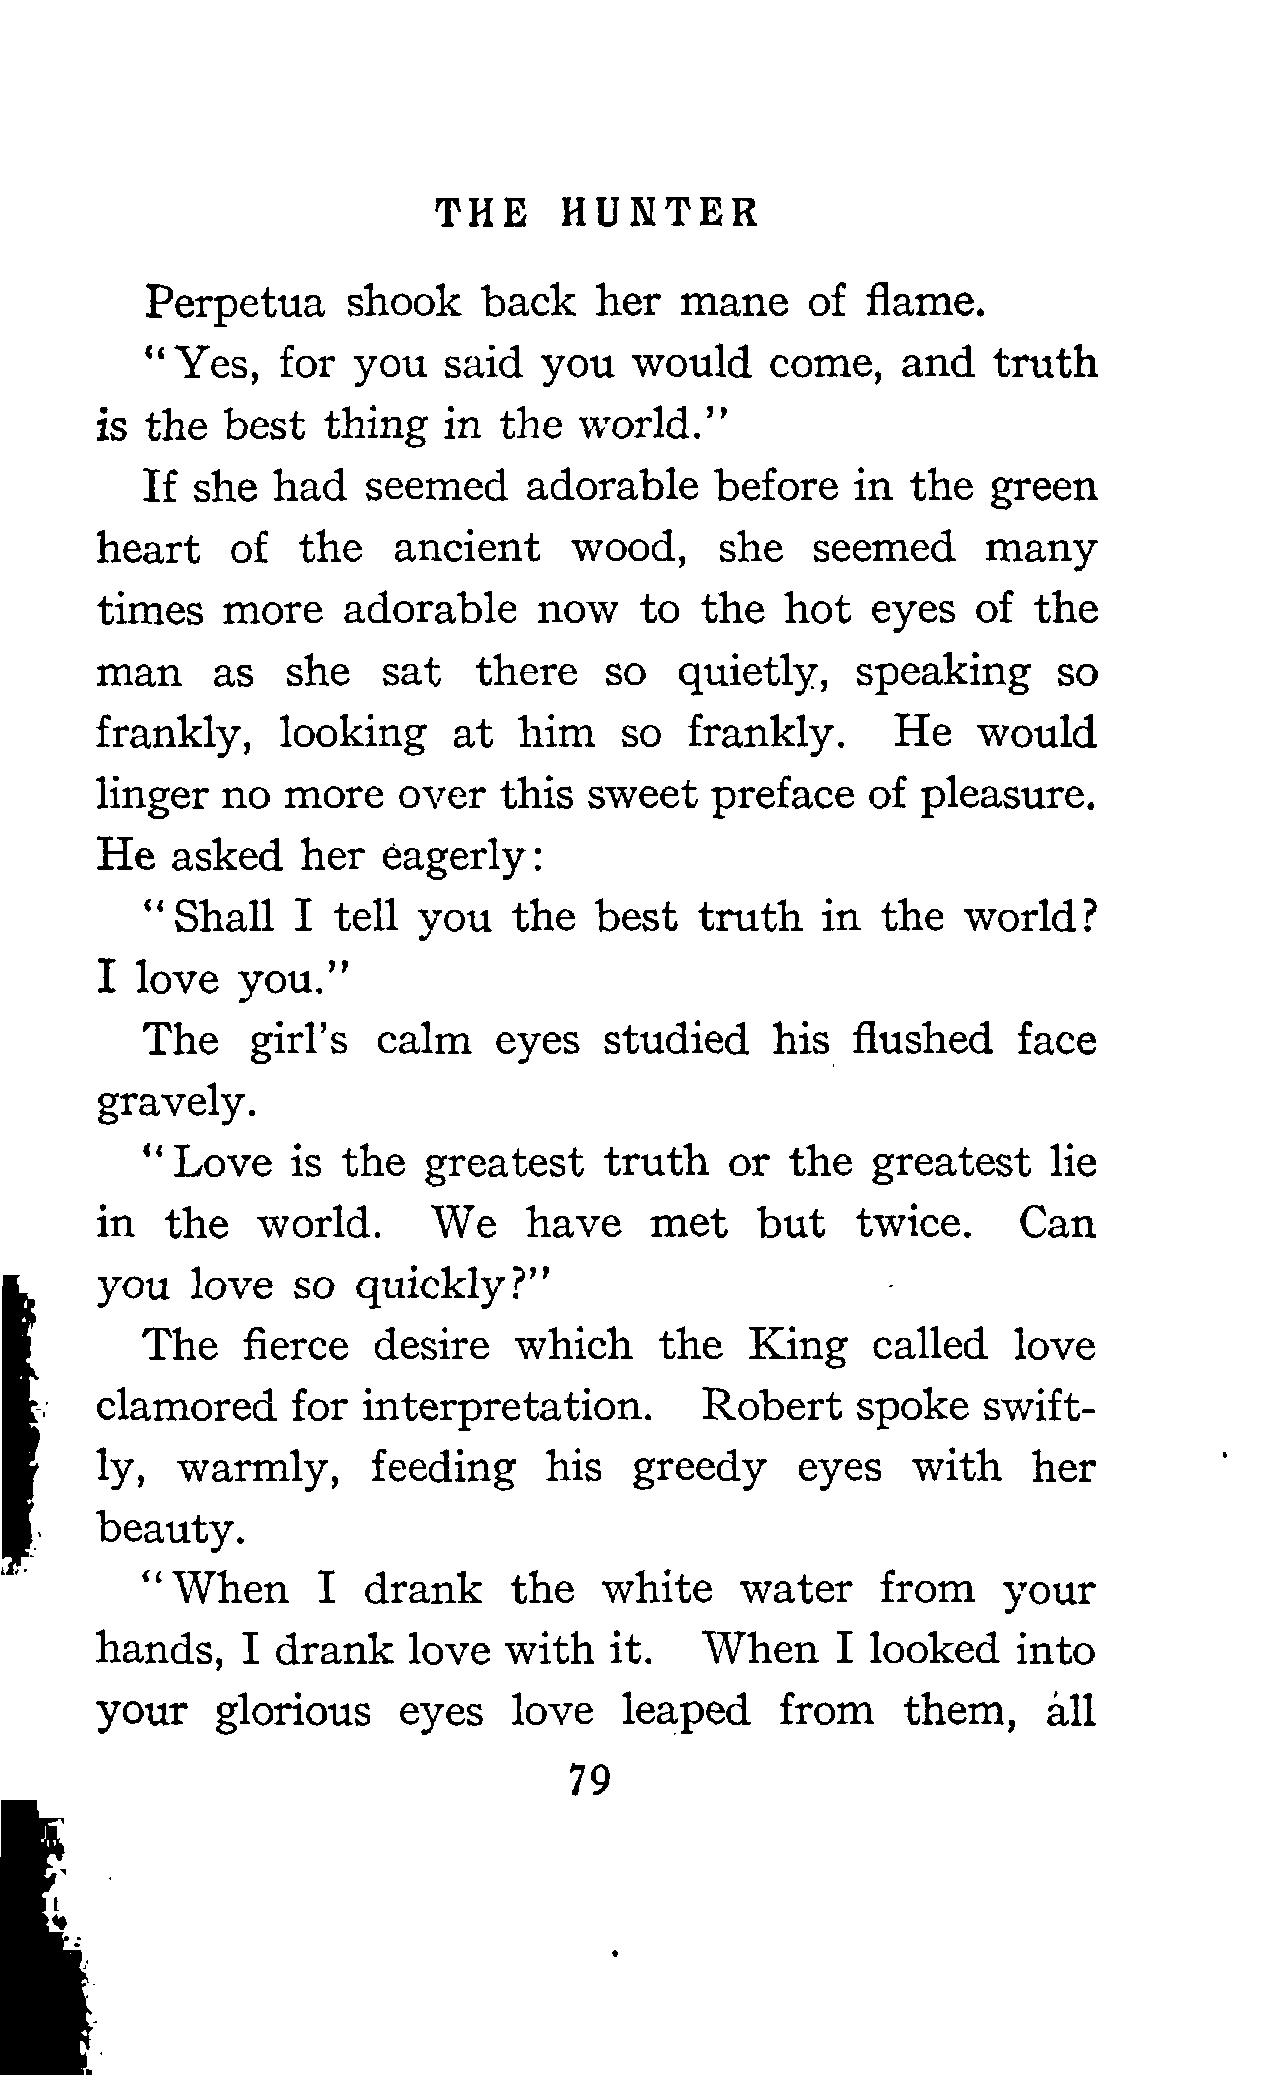 THE HUNTER
Perpetua shook back her mane of flame.
"Yes, for you said you would come, and truth
is the best thing in the world."
If she had seemed adorable before in the green
heart of the ancient wood, she seemed many
times more adorable now to the hot eyes of the
man as she sat there so quietly, speaking so
frankly, looking at him so frankly. He would
linger no more over this sweet preface of pleasure.
He asked her eagerly:
"Shall I tell you the best truth in the world?
I love you."
The girl's calm eyes studied his flushed face
gravely.
"Love is the greatest truth or the greatest lie
in the world. We have met but twice. Can
you love so quickly?"
The fierce desire which the King called love
clamored for interpretation. Robert spoke swift-
ly, warmly, feeding his greedy eyes with her
beauty.
"When I drank the white water from your
hands, I drank love with it. When I looked into
your glorious eyes love leaped from them, all
79